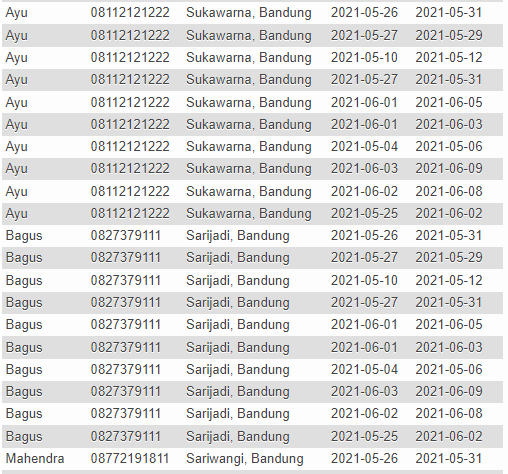 Ayu 08112121222 Sukawarna, Bandung 2021-05-26 2021-05-31
Ayu 08112121222 Sukawarna, Bandung 2021-05-27 2021-05-29
Ayu 08112121222 Sukawarna, Bandung 2021-05-10 2021-05-12
Ayu 08112121222 Sukawarna, Bandung 2021-05-27 2021-05-31
Ayu 08112121222 Sukawarna, Bandung 2021-06-01 2021-06-05
Ayu 08112121222 Sukawarna, Bandung 2021-06-01 2021-06-03
Ayu 08112121222 Sukawarna, Bandung 2021-05-04 2021-05-06
Ayu 08112121222 Sukawarna, Bandung 2021-06-03 2021-06-09
Ayu 08112121222 Sukawarna, Bandung 2021-06-02 2021-06-08
Ayu 08112121222 Sukawarna, Bandung 2021-05-25 2021-06-02
Bagus 0827379111 Sarijadi, Bandung 2021-05-26 2021-05-31
Bagus 0827379111 Sarijadi, Bandung 2021-05-27 2021-05-29
Bagus 0827379111 Sarijadi, Bandung 2021-05-10 2021-05-12
Bagus 0827379111 Sarijadi, Bandung 2021-05-27 2021-05-31
Bagus 0827379111 Sarijadi, Bandung 2021-06-01 2021-06-05
Bagus 0827379111 Sarijadi, Bandung 2021-06-01 2021-06-03
Bagus 0827379111 Sarijadi, Bandung 2021-05-04 2021-05-06
Bagus 0827379111 Sarijadi, Bandung 2021-06-03 2021-06-09
Bagus 0827379111 Sarijadi, Bandung 2021-06-02 2021-06-08
Bagus 0827379111 Sarijadi, Bandung 2021-05-25 2021-06-02
Mahendra 08772191811 Sariwangi, Bandung 2021-05-26 2021-05-31